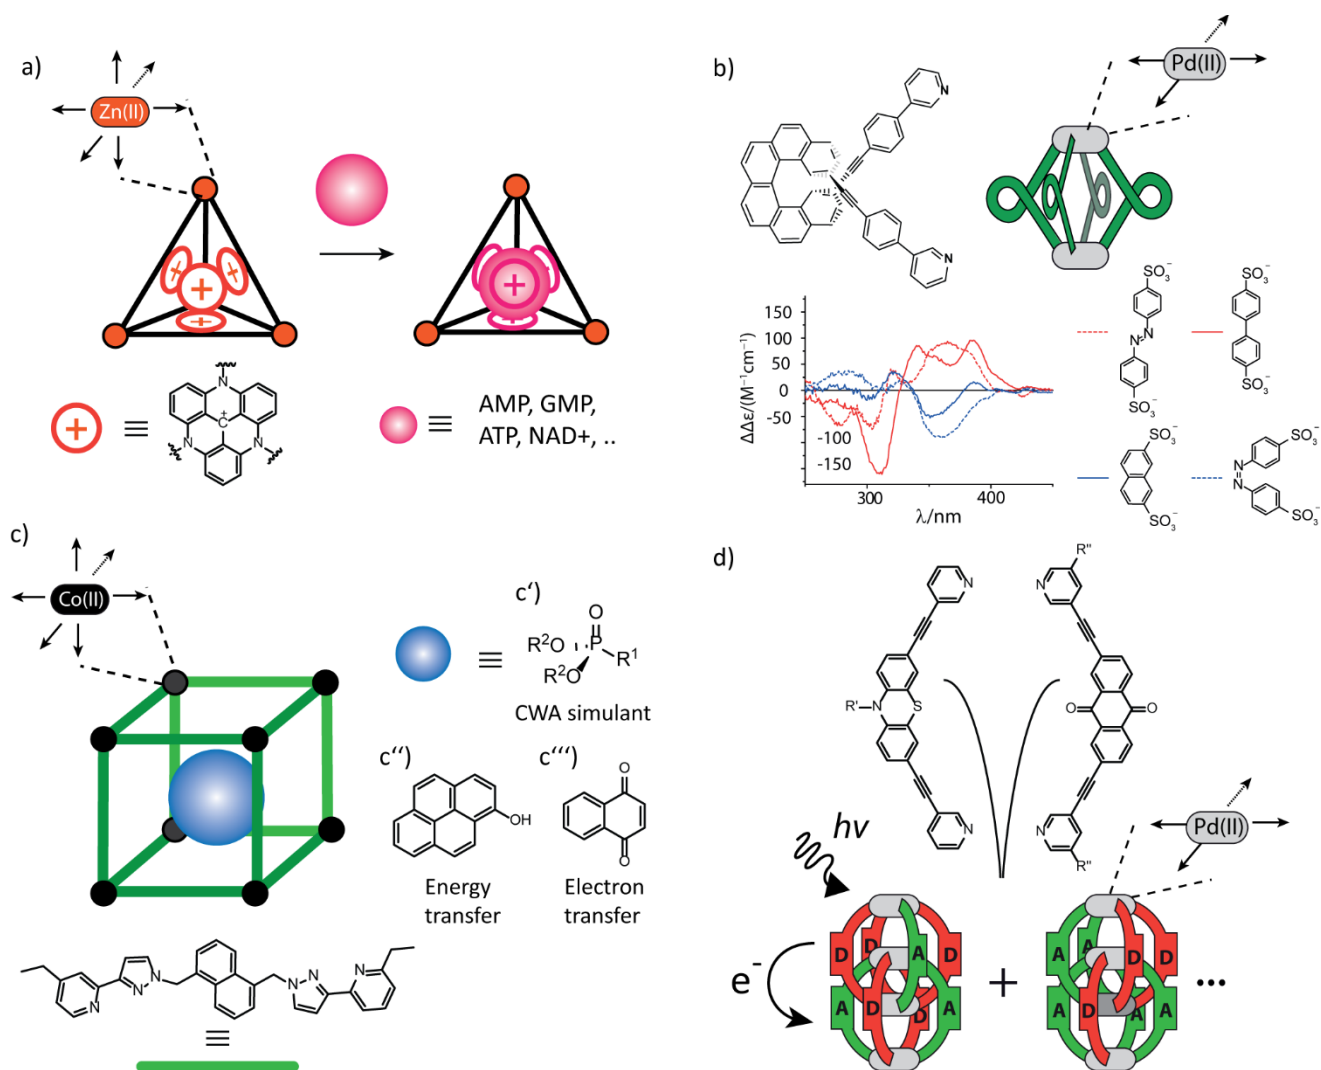 a)
Zn(II)
+
+
+
+
+
+
≡
N
C
+
N
N
≡
AMP, GMP,
ATP, NAD+, ..
b)
N
N
Pd(II)
150
100
50
0
-50
-100
-150
ΔΔε/(M⁻¹cm⁻¹)
300
400
λ/nm
SO₃⁻
N
N
SO₃⁻
SO₃⁻
SO₃⁻
SO₃⁻
SO₃⁻
N
N
SO₃⁻
SO₃⁻
c)
Co(II)
≡
c')
O
R²O
P
R²O
R¹
CWA simulant
c'')
OH
Energy
transfer
c''')
O
O
Electron
transfer
N
N
N
N
N
N
≡
d)
N
R'
N
S
N
R''
N
O
O
N
R''
Pd(II)
hν
e⁻
D
D
A
A
D
D
A
+
A
A
D
D
A
D
A
A
...